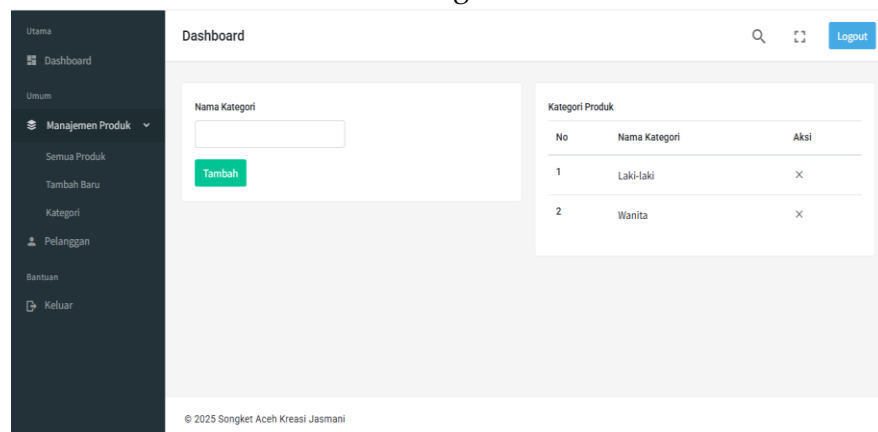 Utama
Dashboard
Umum
Manajemen Produk
Semua Produk
Tambah Baru
Kategori
Pelanggan
Bantuan
Keluar
Dashboard
Logout
Nama Kategori
Tambah
Kategori Produk
No Nama Kategori Aksi
1 Laki-laki
2 Wanita
© 2025 Songket Aceh Kreasi Jasmani